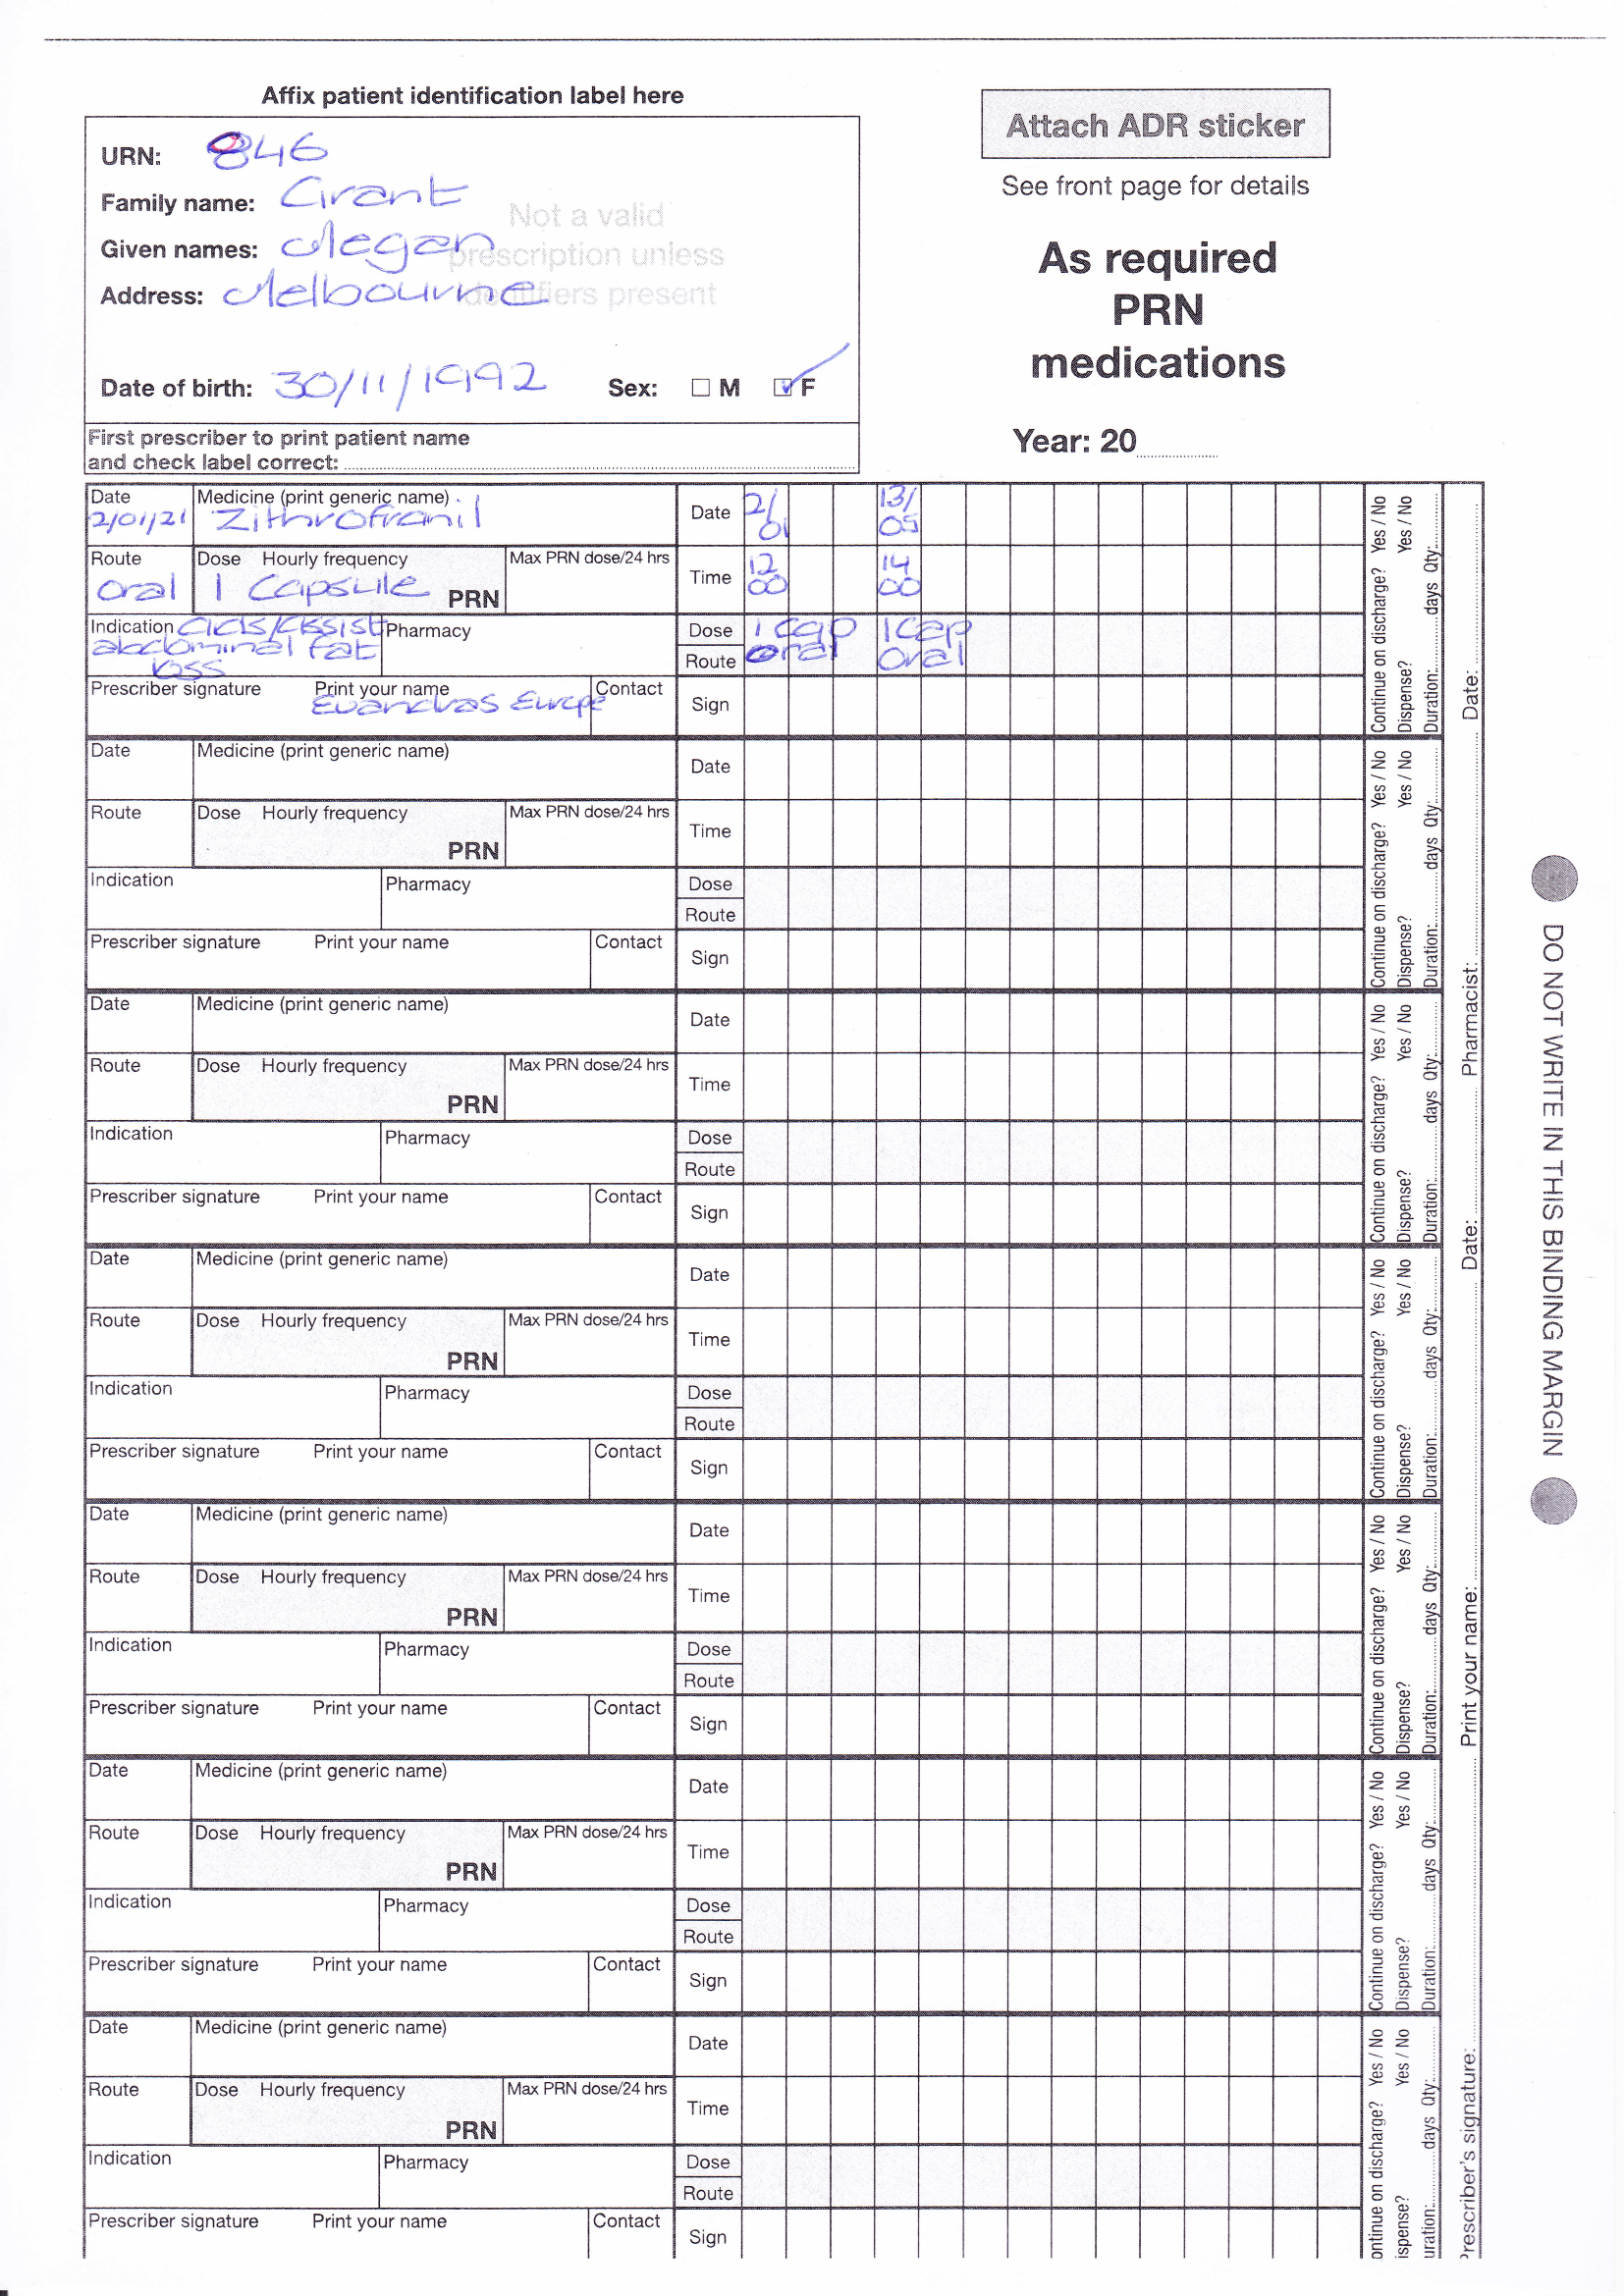 Affix patient identification label here
Attach ADR sticker
See front page for details
As required
PRN
medications
Year: 20
URN: 846
Family name: Grant
Given names: Megan
Address: Melbourne
Not a valid
prescription unless
identifiers present
Date of birth: 30/11/1992 Sex: M F
First prescriber to print patient name
and check label correct:
Date Medicine (print generic name) Date 2/01 13/05
2/01/21 Zithrofranil
Route Dose Hourly frequency Max PRN dose/24 hrs Time 12 00 14 00
Oral 1 Capsule PRN
Indication Aids/Assist Pharmacy Dose 1 cap 1 cap
abdominal fat Route oral oral
loss
Prescriber signature Print your name Contact Sign
Evandras Europe
Continue on discharge? Yes / No
Dispense? Yes / No
Duration: days Qty:
Date Medicine (print generic name) Date
Route Dose Hourly frequency Max PRN dose/24 hrs Time
PRN
Indication Pharmacy Dose
Route
Prescriber signature Print your name Contact Sign
Continue on discharge? Yes / No
Dispense? Yes / No
Duration: days Qty:
Date Medicine (print generic name) Date
Route Dose Hourly frequency Max PRN dose/24 hrs Time
PRN
Indication Pharmacy Dose
Route
Prescriber signature Print your name Contact Sign
Continue on discharge? Yes / No
Dispense? Yes / No
Duration: days Qty:
Date Medicine (print generic name) Date
Route Dose Hourly frequency Max PRN dose/24 hrs Time
PRN
Indication Pharmacy Dose
Route
Prescriber signature Print your name Contact Sign
Continue on discharge? Yes / No
Dispense? Yes / No
Duration: days Qty:
Date Medicine (print generic name) Date
Route Dose Hourly frequency Max PRN dose/24 hrs Time
PRN
Indication Pharmacy Dose
Route
Prescriber signature Print your name Contact Sign
Continue on discharge? Yes / No
Dispense? Yes / No
Duration: days Qty:
Date Medicine (print generic name) Date
Route Dose Hourly frequency Max PRN dose/24 hrs Time
PRN
Indication Pharmacy Dose
Route
Prescriber signature Print your name Contact Sign
Continue on discharge? Yes / No
Dispense? Yes / No
Duration: days Qty:
Date Medicine (print generic name) Date
Route Dose Hourly frequency Max PRN dose/24 hrs Time
PRN
Indication Pharmacy Dose
Route
Prescriber signature Print your name Contact Sign
ontinue on discharge? Yes / No
ispense? Yes / No
uration: days Qty:
rescriber's signature: Print your name: Date: Pharmacist: Date:
DO NOT WRITE IN THIS BINDING MARGIN